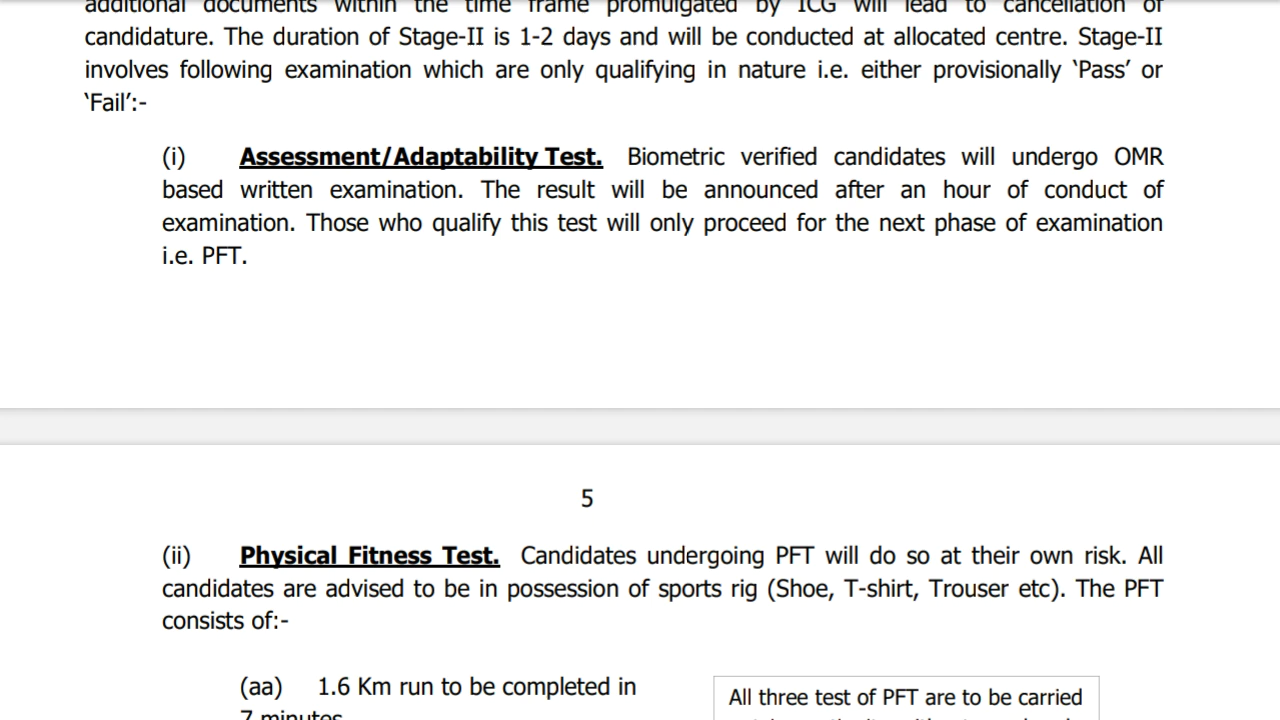 additional documents within the time frame promulgated by ICG will lead to cancellation of
candidature. The duration of Stage-II is 1-2 days and will be conducted at allocated centre. Stage-II
involves following examination which are only qualifying in nature i.e. either provisionally ‘Pass’ or
‘Fail’:-
(i) Assessment/Adaptability Test. Biometric verified candidates will undergo OMR
based written examination. The result will be announced after an hour of conduct of
examination. Those who qualify this test will only proceed for the next phase of examination
i.e. PFT.
5
(ii) Physical Fitness Test. Candidates undergoing PFT will do so at their own risk. All
candidates are advised to be in possession of sports rig (Shoe, T-shirt, Trouser etc). The PFT
consists of:-
(aa) 1.6 Km run to be completed in
7 minutes
All three test of PFT are to be carried